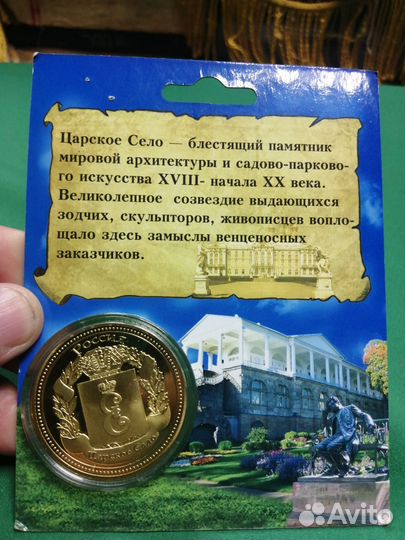 Царское Село — блестящий памятник
мировой архитектуры и садово-парково-
го искусства XVIII- начала XX века.
Великолепное созвездие выдающихся
зодчих, скульпторов, живописцев вопло-
щало здесь замыслы венценосных
заказчиков.
РОССИЯ
Царское Село
Avito